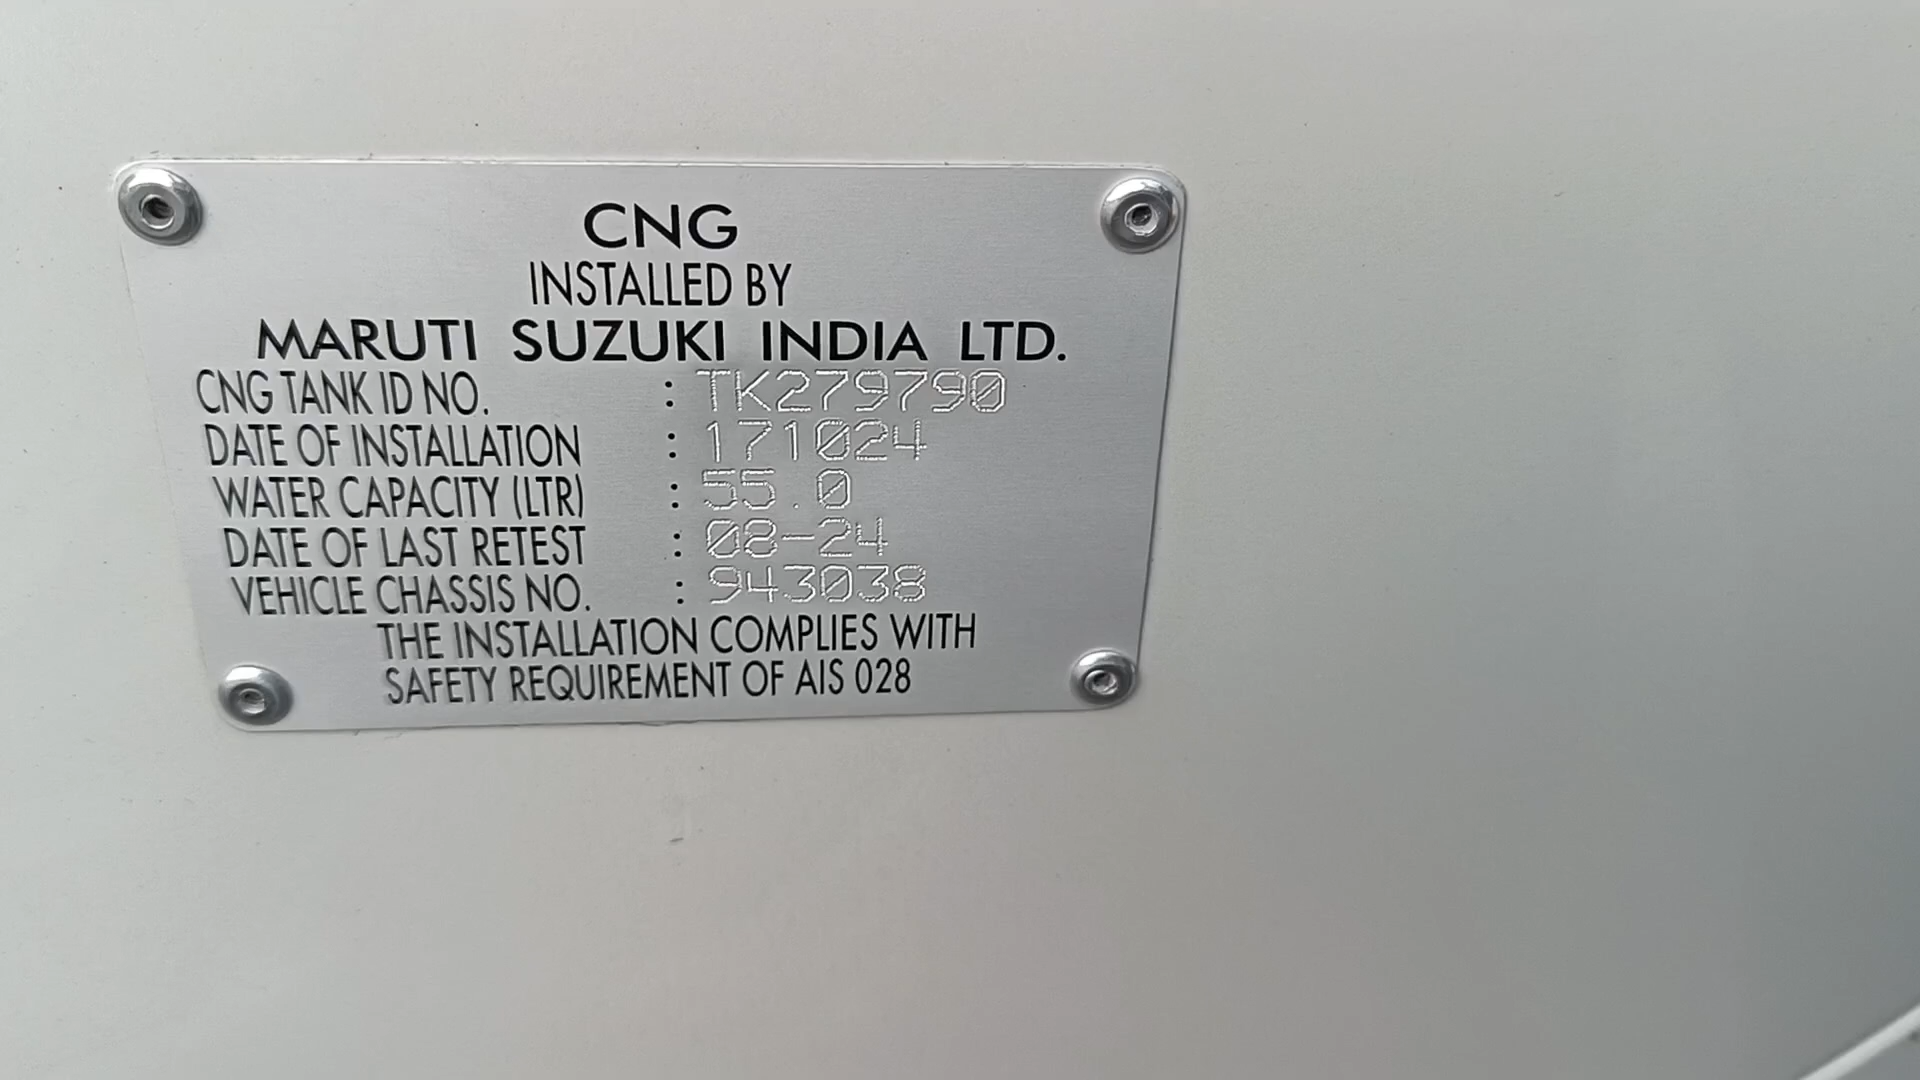 CNG
INSTALLED BY
MARUTI SUZUKI INDIA LTD.
CNG TANK ID NO. : TK279790
DATE OF INSTALLATION : 171024
WATER CAPACITY (LTR) : 55.0
DATE OF LAST RETEST : 08-24
VEHICLE CHASSIS NO. : 943038
THE INSTALLATION COMPLIES WITH
SAFETY REQUIREMENT OF AIS 028